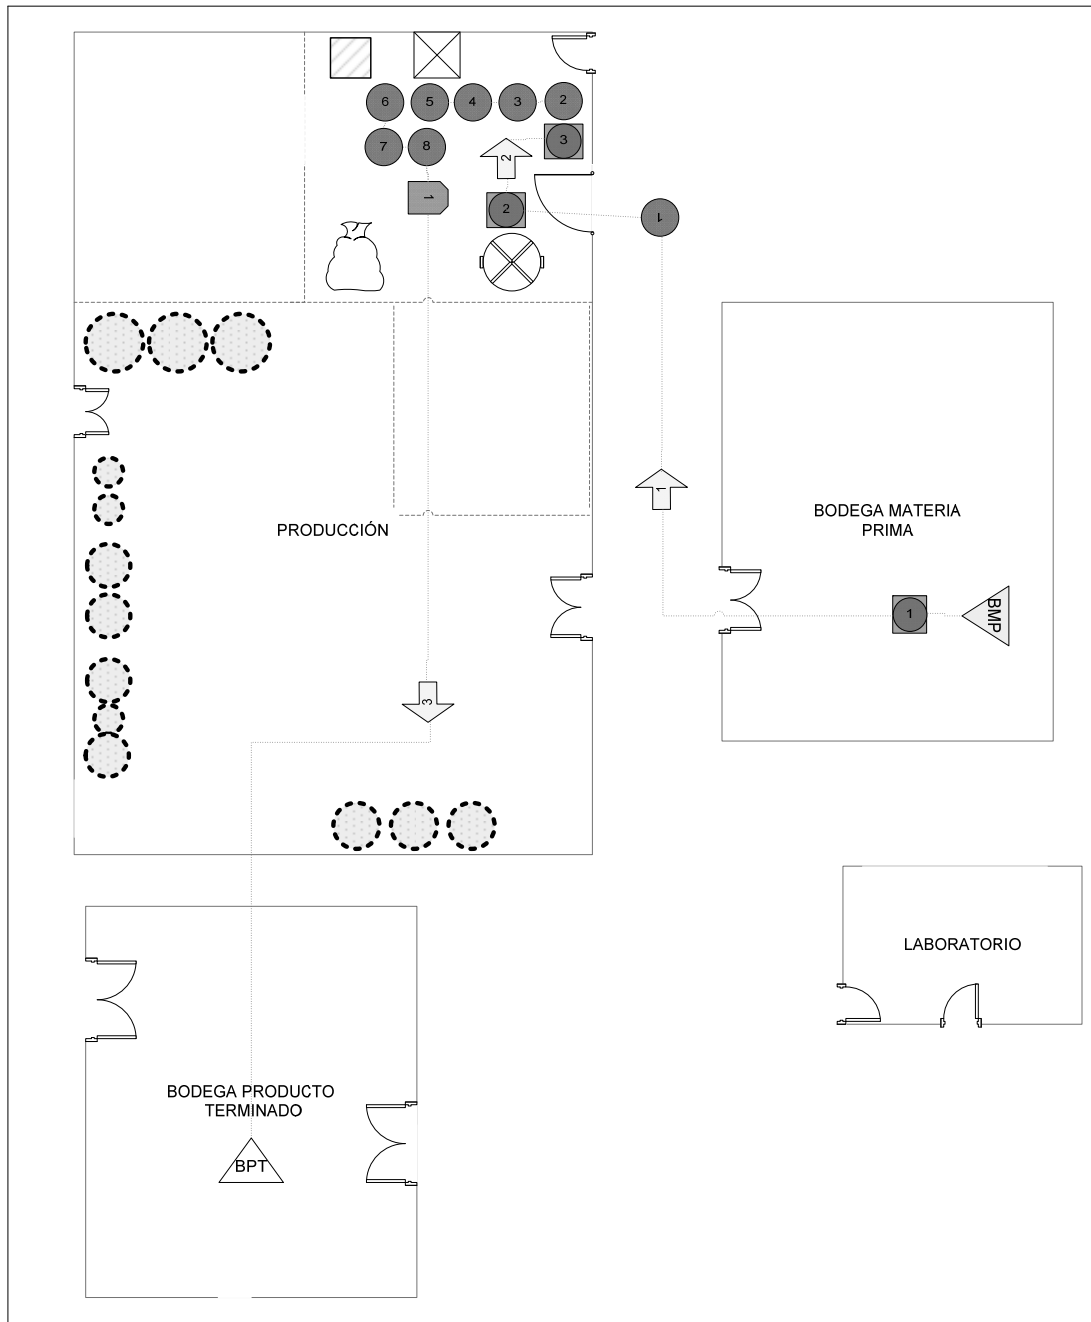 6
5
4
3
2
7
8
2
3
1
2
1
PRODUCCIÓN
1
BODEGA MATERIA
PRIMA
1
BMP
3
LABORATORIO
BODEGA PRODUCTO
TERMINADO
BPT